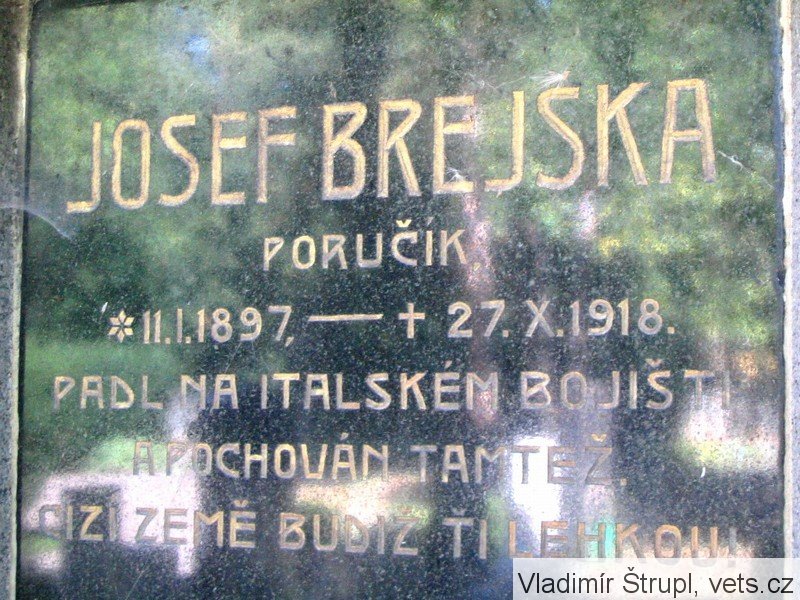 JOSEF BREJSKA
PORUČÍK,
* 11.I.1897, — † 27.X.1918.
PADL NA ITALSKÉM BOJIŠTI
A POCHOVÁN TAMTÉŽ.
CIZÍ ZEMĚ BUDIŽ TI LEHKOU!
Vladimír Štrupl, vets.cz